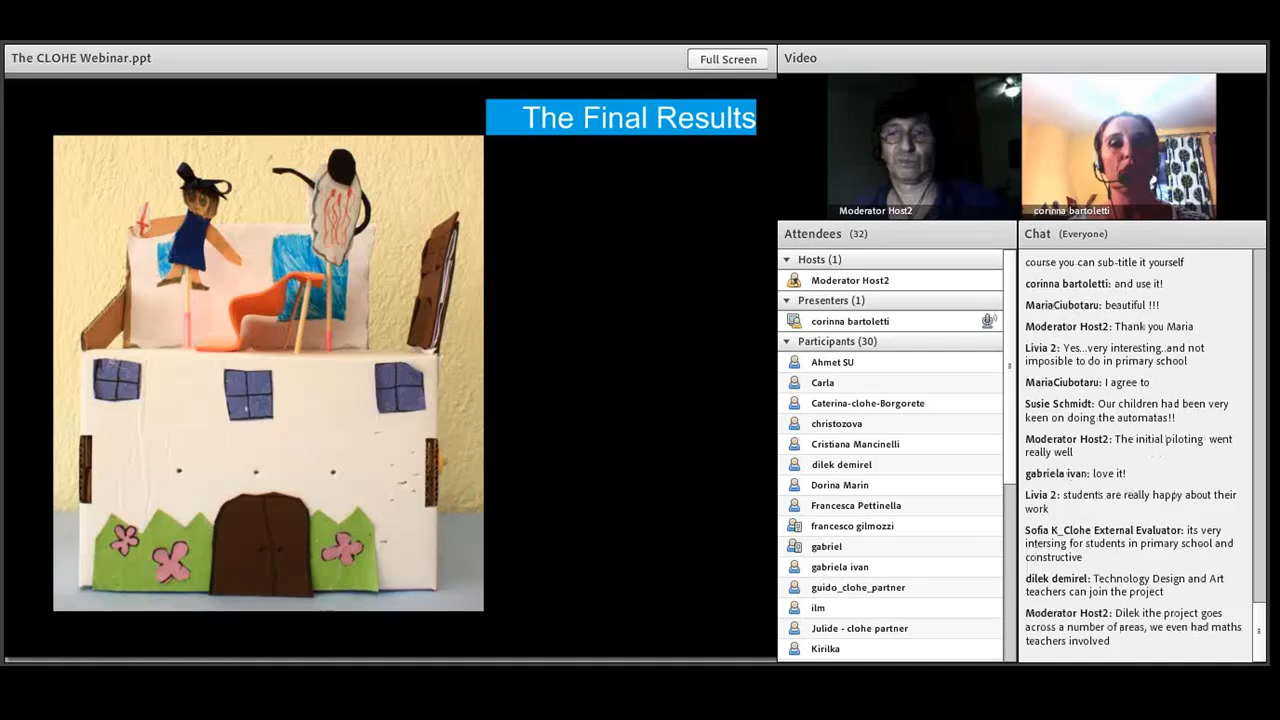 The CLOHE Webinar.ppt
Full Screen
The Final Results
Video
Moderator Host2
corinna bartoletti
Attendees (32)
Hosts (1)
Moderator Host2
Presenters (1)
corinna bartoletti
Participants (30)
Ahmet SU
Carla
Caterina-clohe-Borgorete
christozova
Cristiana Mancinelli
dilek demirel
Dorina Marin
Francesca Pettinella
francesco gilmozzi
gabriel
gabriela ivan
guido_clohe_partner
ilm
Julide - clohe partner
Kirilka
Chat (Everyone)
course you can sub-title it yourself
corinna bartoletti: and use it!
MariaCiubotaru: beautiful !!!
Moderator Host2: Thank you Maria
Livia 2: Yes...very interesting..and not
impossible to do in primary school
MariaCiubotaru: I agree to
Susie Schmidt: Our children had been very
keen on doing the automatas!!
Moderator Host2: The initial piloting went
really well
gabriela ivan: love it!
Livia 2: students are really happy about their
work
Sofia K_Clohe External Evaluator: its very
intersing for students in primary school and
constructive
dilek demirel: Technology Design and Art
teachers can join the project
Moderator Host2: Dilek ithe project goes
across a number of areas, we even had maths
teachers involved